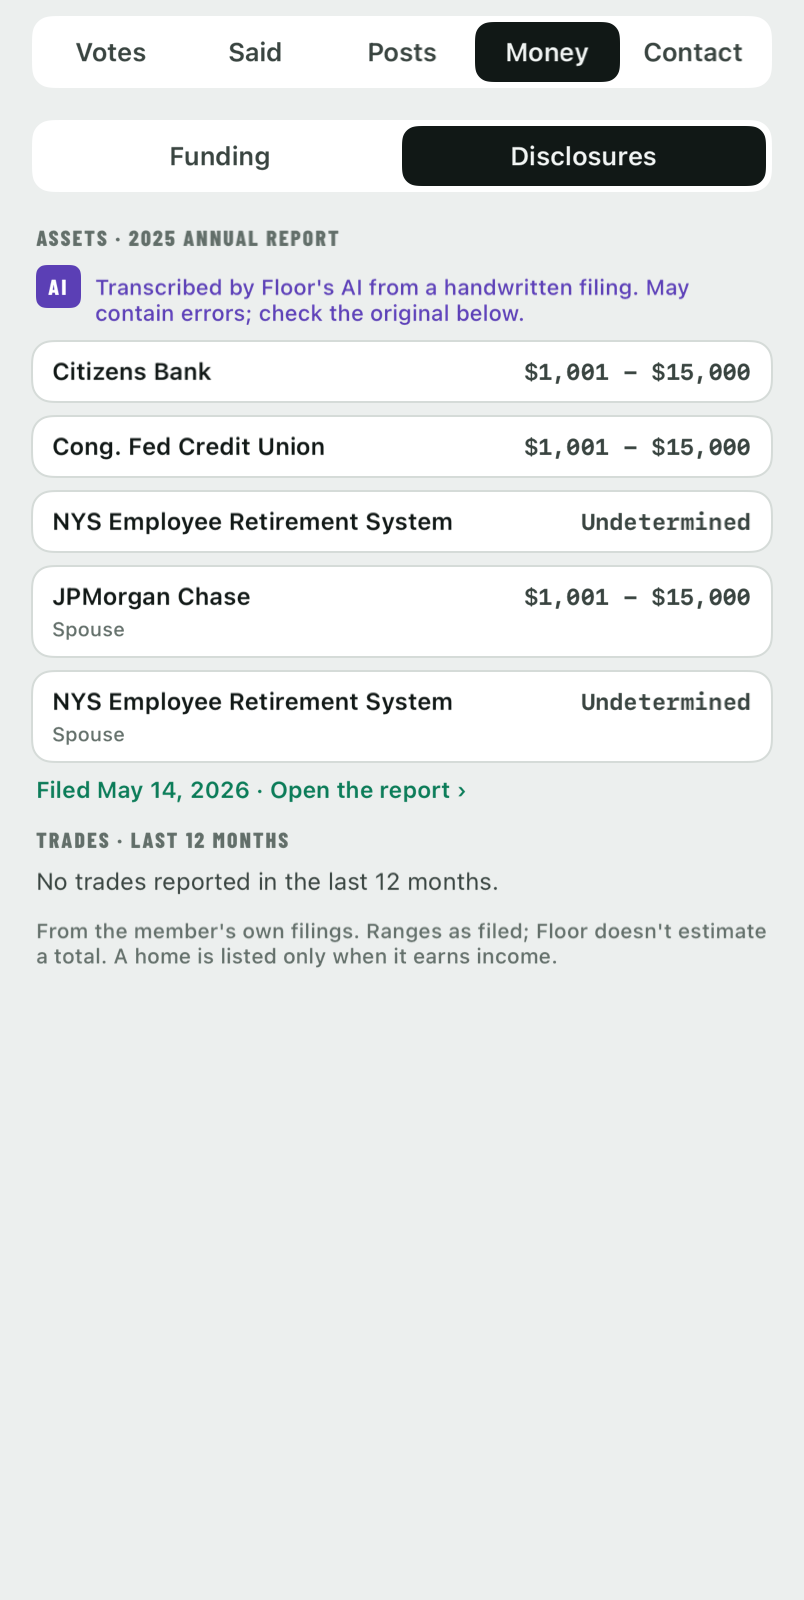 Votes Said Posts Money Contact
Funding Disclosures
ASSETS · 2025 ANNUAL REPORT
AI Transcribed by Floor's AI from a handwritten filing. May
contain errors; check the original below.
Citizens Bank $1,001 – $15,000
Cong. Fed Credit Union $1,001 – $15,000
NYS Employee Retirement System Undetermined
JPMorgan Chase $1,001 – $15,000
Spouse
NYS Employee Retirement System Undetermined
Spouse
Filed May 14, 2026 · Open the report ›
TRADES · LAST 12 MONTHS
No trades reported in the last 12 months.
From the member's own filings. Ranges as filed; Floor doesn't estimate
a total. A home is listed only when it earns income.